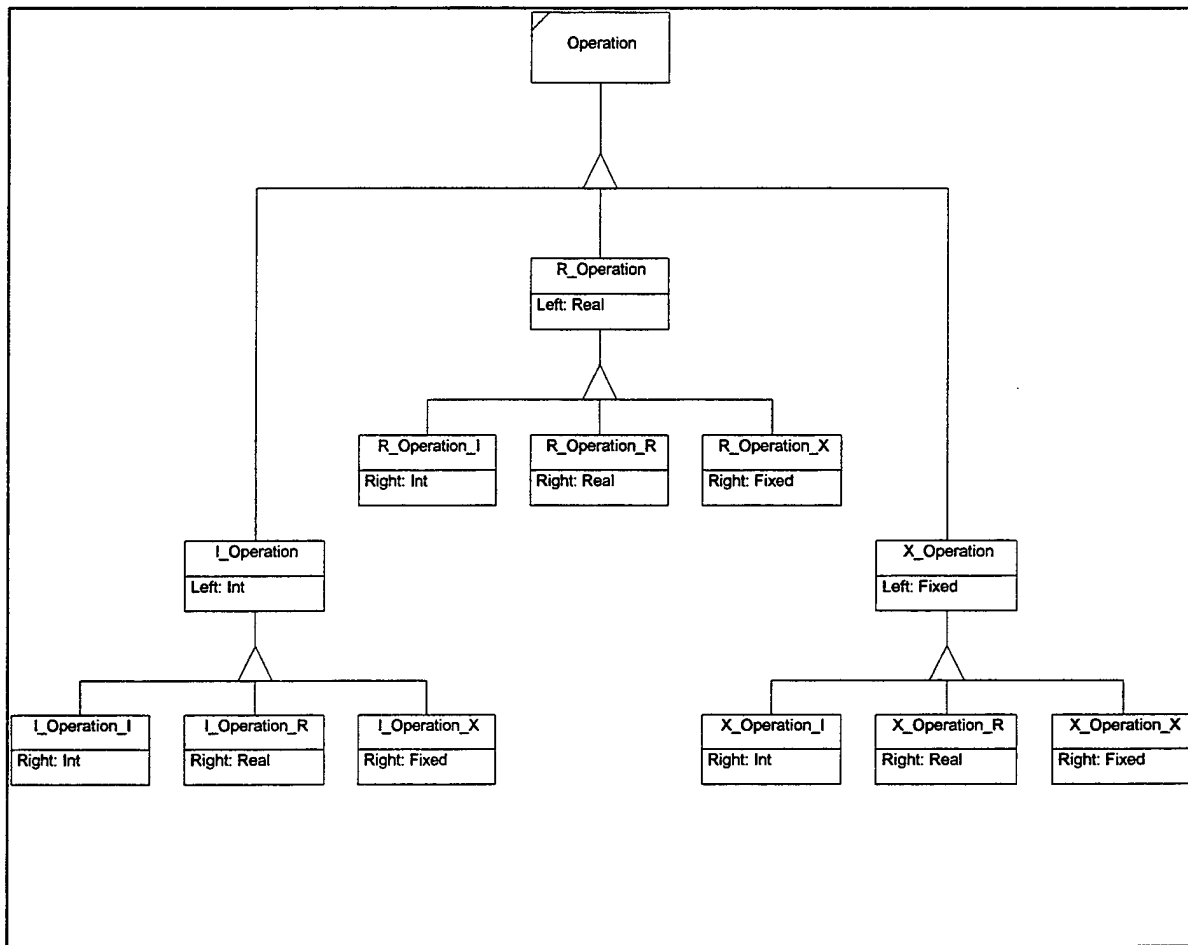 Operation
R_Operation
Left: Real
R_Operation_I
Right: Int
R_Operation_R
Right: Real
R_Operation_X
Right: Fixed
I_Operation
Left: Int
X_Operation
Left: Fixed
I_Operation_I
Right: Int
I_Operation_R
Right: Real
I_Operation_X
Right: Fixed
X_Operation_I
Right: Int
X_Operation_R
Right: Real
X_Operation_X
Right: Fixed